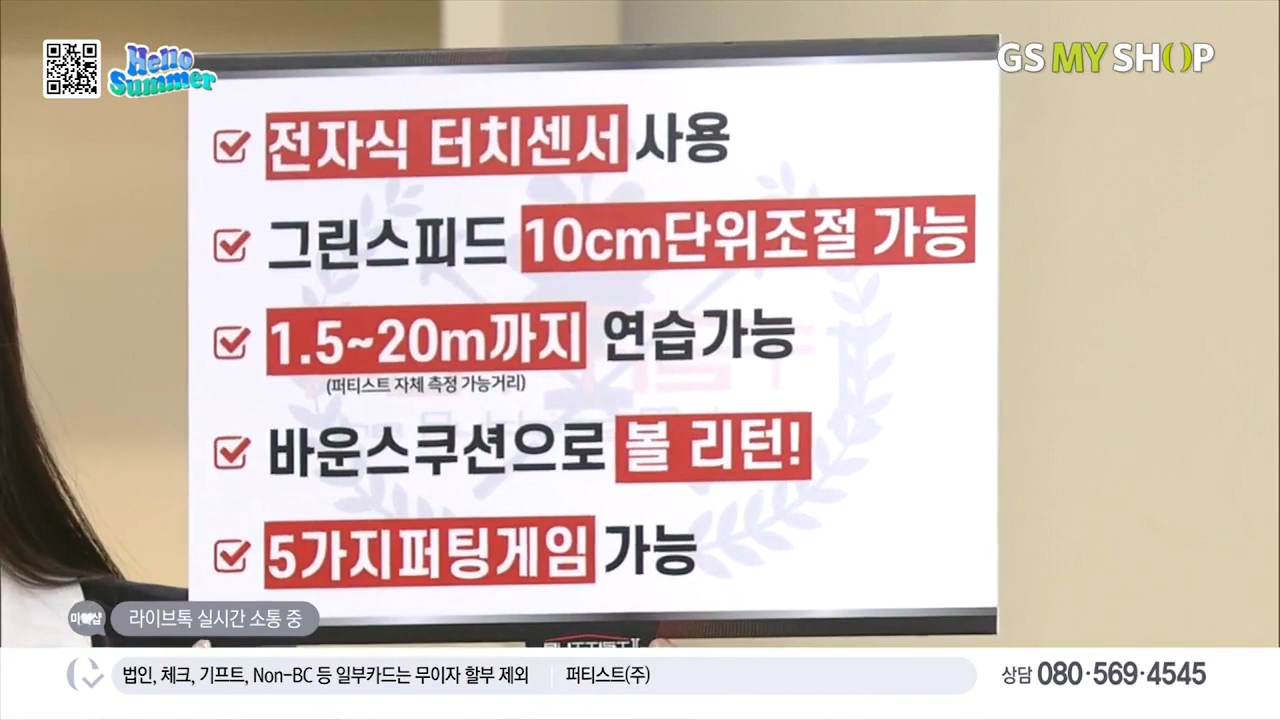 Hello
Summer
GS MY SHOP
전자식 터치센서 사용
그린스피드 10cm단위조절 가능
1.5~20m까지 연습가능
(퍼티스트 자체 측정 가능거리)
바운스쿠션으로 볼 리턴!
5가지퍼팅게임 가능
라이브톡 실시간 소통 중
법인, 체크, 기프트, Non-BC 등 일부카드는 무이자 할부 제외
퍼티스트(주)
상담 080·569·4545